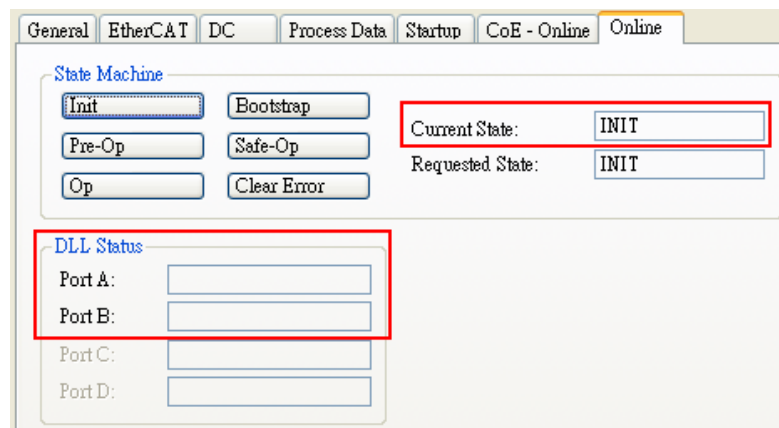 General EtherCAT DC Process Data Startup CoE - Online Online
State Machine
Init Bootstrap
Current State: INIT
Pre-Op Safe-Op
Requested State: INIT
Op Clear Error
DLL Status
Port A:
Port B:
Port C:
Port D: